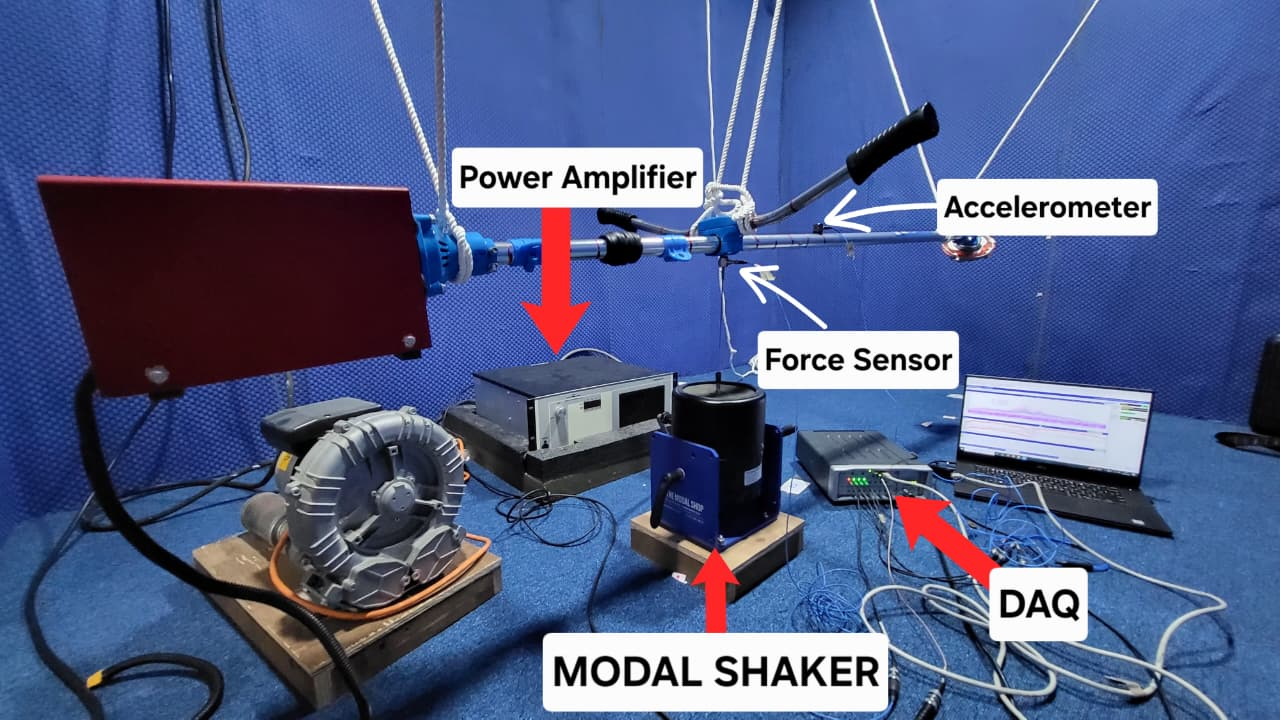 Power Amplifier
Accelerometer
Force Sensor
THE MODAL SHOP
DAQ
MODAL SHAKER